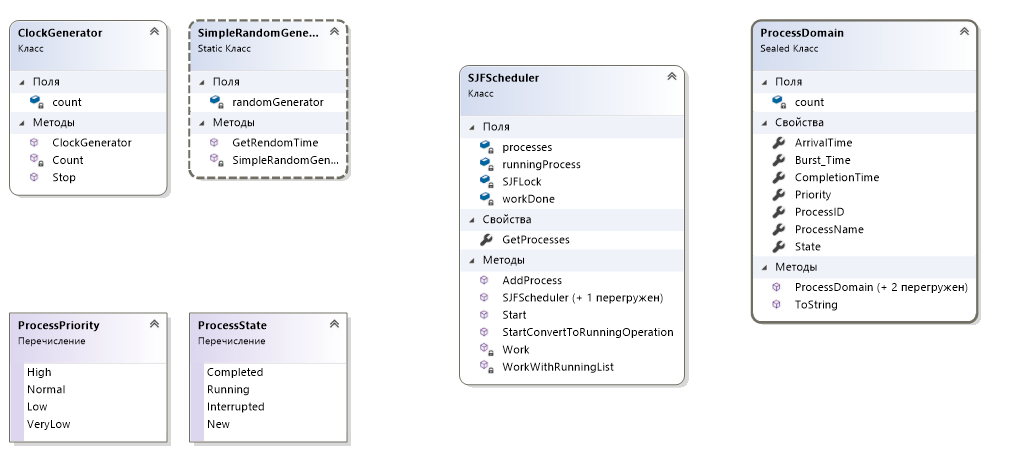 ClockGenerator
Класс
Поля
count
Методы
ClockGenerator
Count
Stop
SimpleRandomGene...
Static Класс
Поля
randomGenerator
Методы
GetRendomTime
SimpleRandomGen...
SJFScheduler
Класс
Поля
processes
runningProcess
SJFLock
workDone
Свойства
GetProcesses
Методы
AddProcess
SJFScheduler (+ 1 перегружен)
Start
StartConvertToRunningOperation
Work
WorkWithRunningList
ProcessDomain
Sealed Класс
Поля
count
Свойства
ArrivalTime
Burst_Time
CompletionTime
Priority
ProcessID
ProcessName
State
Методы
ProcessDomain (+ 2 перегружен)
ToString
ProcessPriority
Перечисление
High
Normal
Low
VeryLow
ProcessState
Перечисление
Completed
Running
Interrupted
New